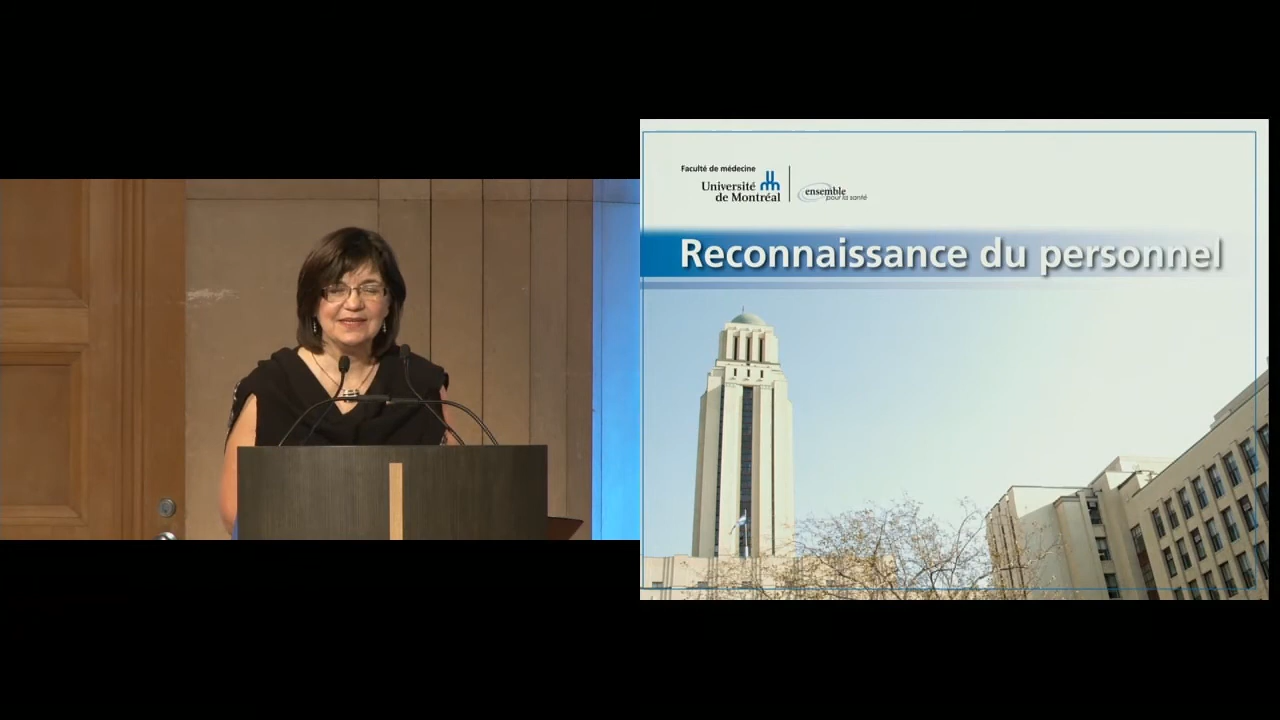 Faculté de médecine
Université
de Montréal
ensemble
pour la santé
Reconnaissance du personnel